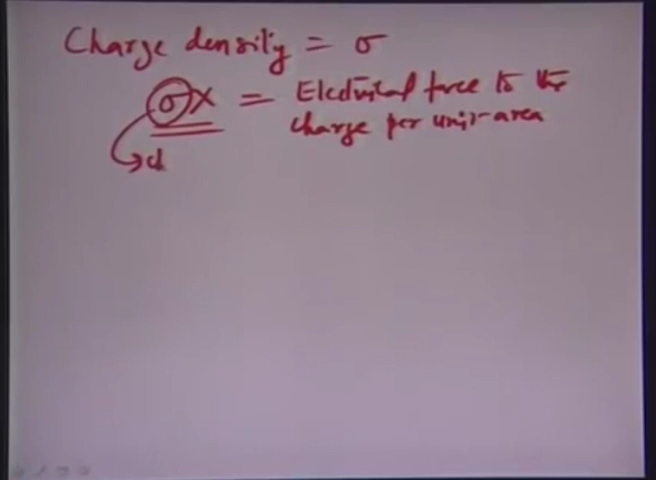 Charge density = σ
σX = Electrical force to the
charge per unit area
d